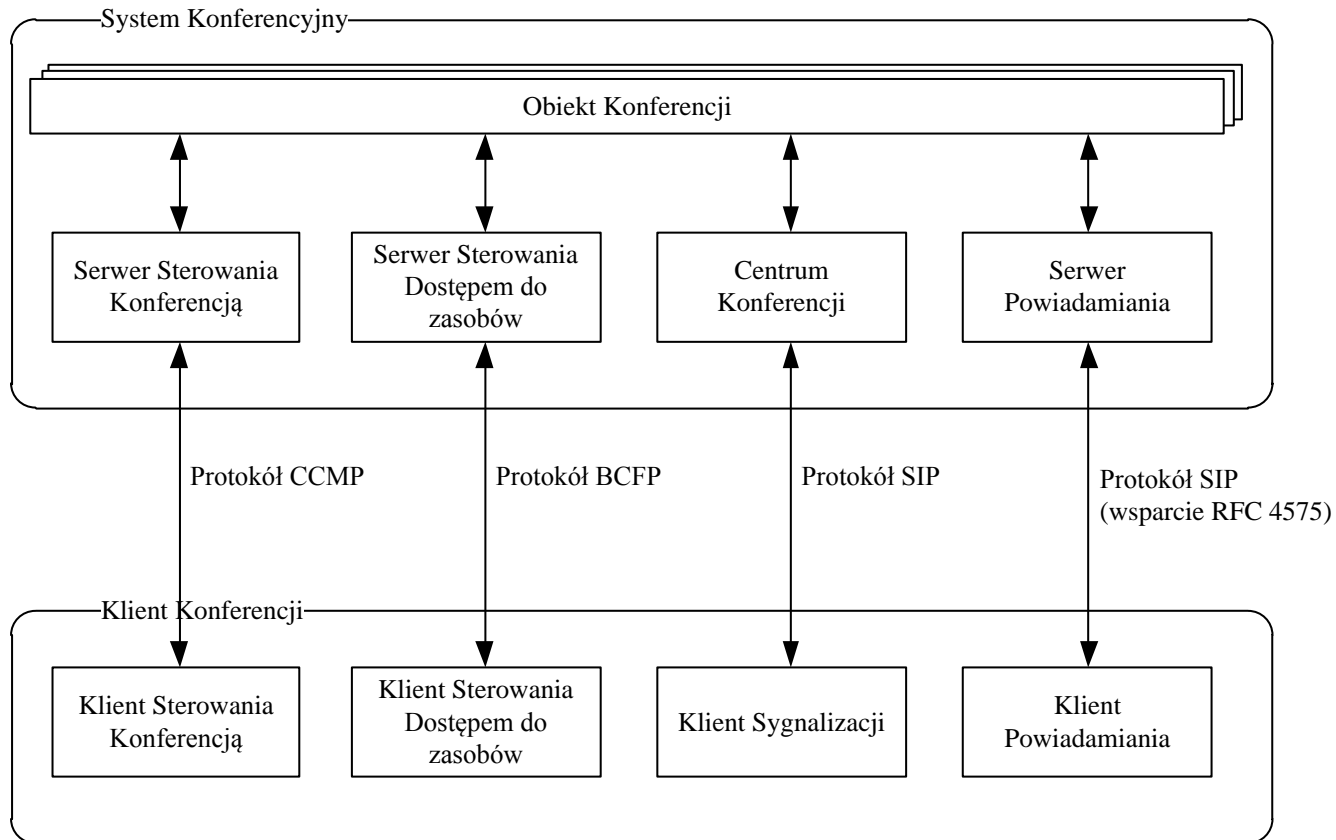 System Konferencyjny
Obiekt Konferencji
Serwer Sterowania
Konferencją
Serwer Sterowania
Dostępem do
zasobów
Centrum
Konferencji
Serwer
Powiadamiania
Protokół CCMP
Protokół BCFP
Protokół SIP
Protokół SIP
(wsparcie RFC 4575)
Klient Konferencji
Klient Sterowania
Konferencją
Klient Sterowania
Dostępem do
zasobów
Klient Sygnalizacji
Klient
Powiadamiania